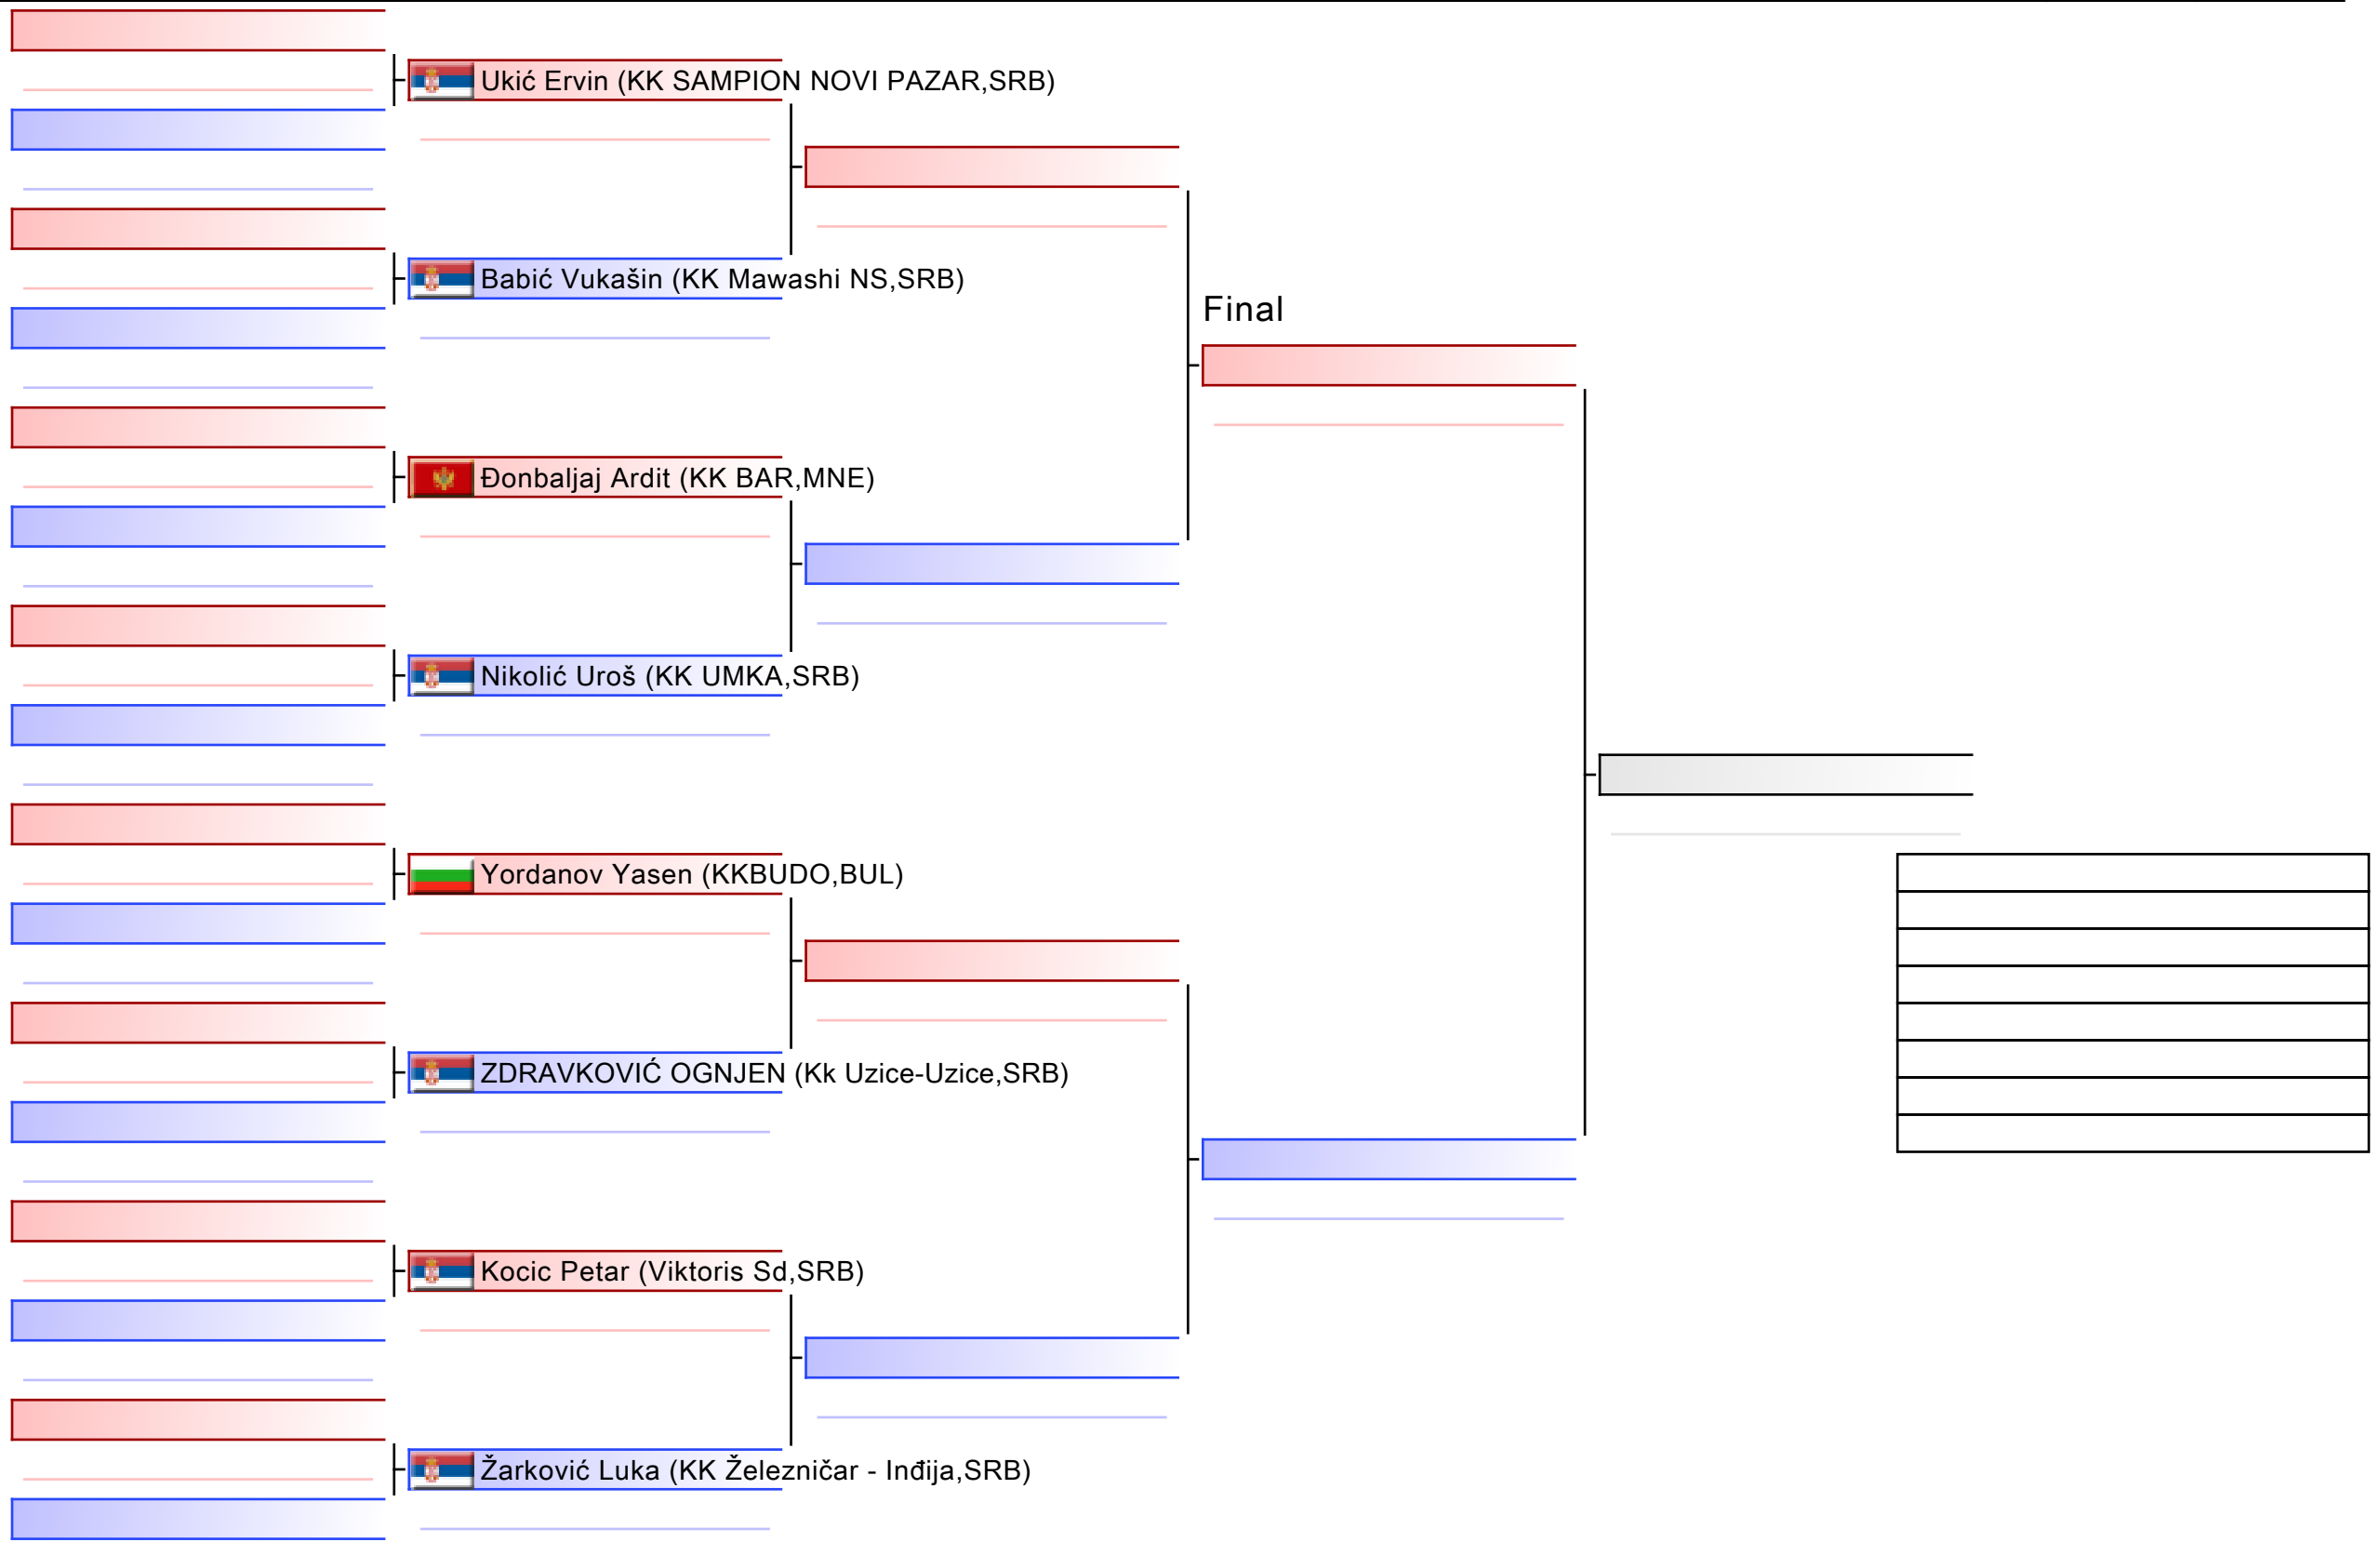 Ukić Ervin (KK SAMPION NOVI PAZAR,SRB)
Babić Vukašin (KK Mawashi NS,SRB)
Final
Đonbaljaj Ardit (KK BAR,MNE)
Nikolić Uroš (KK UMKA,SRB)
Yordanov Yasen (KKBUDO,BUL)
ZDRAVKOVIĆ OGNJEN (Kk Uzice-Uzice,SRB)
Kocic Petar (Viktoris Sd,SRB)
Žarković Luka (KK Železničar - Inđija,SRB)